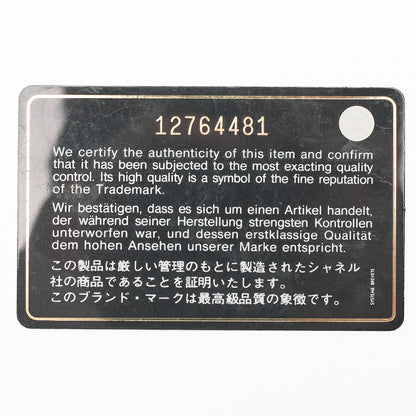 12764481
We certify the authenticity of this item and confirm
that it has been subjected to the most exacting quality
control. Its high quality is a symbol of the fine reputation
of the Trademark.
Wir bestätigen, dass es sich um einen Artikel handelt,
der während seiner Herstellung strengsten Kontrollen
unterworfen war, und dessen erstklassige Qualität
dem hohen Ansehen unserer Marke entspricht.
この製品は厳しい管理のもとに製造されたシャネル
社の商品であることを証明いたします。
このブランド・マークは最高級品質の象徴です。
SYSTEME BREVETE